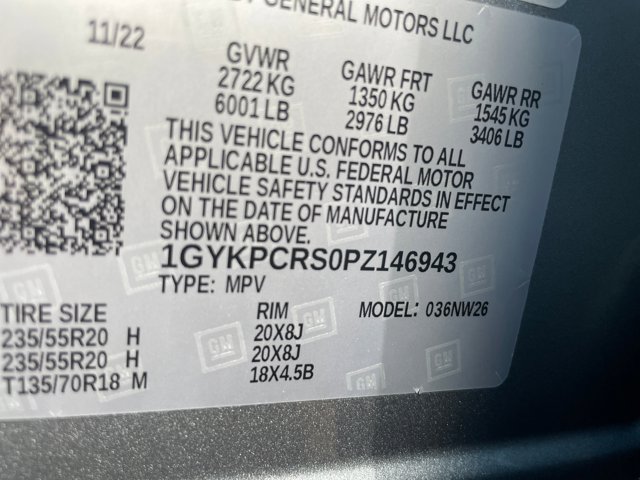 GENERAL MOTORS LLC
11/22
GVWR
2722 KG
6001 LB
GAWR FRT
1350 KG
2976 LB
GAWR RR
1545 KG
3406 LB
THIS VEHICLE CONFORMS TO ALL
APPLICABLE U.S. FEDERAL MOTOR
VEHICLE SAFETY STANDARDS IN EFFECT
ON THE DATE OF MANUFACTURE
SHOWN ABOVE.
1GYKPCRS0PZ146943
TYPE: MPV
TIRE SIZE RIM MODEL: 036NW26
235/55R20 H 20X8J
235/55R20 H 20X8J
T135/70R18 M 18X4.5B
GM
GM
GM